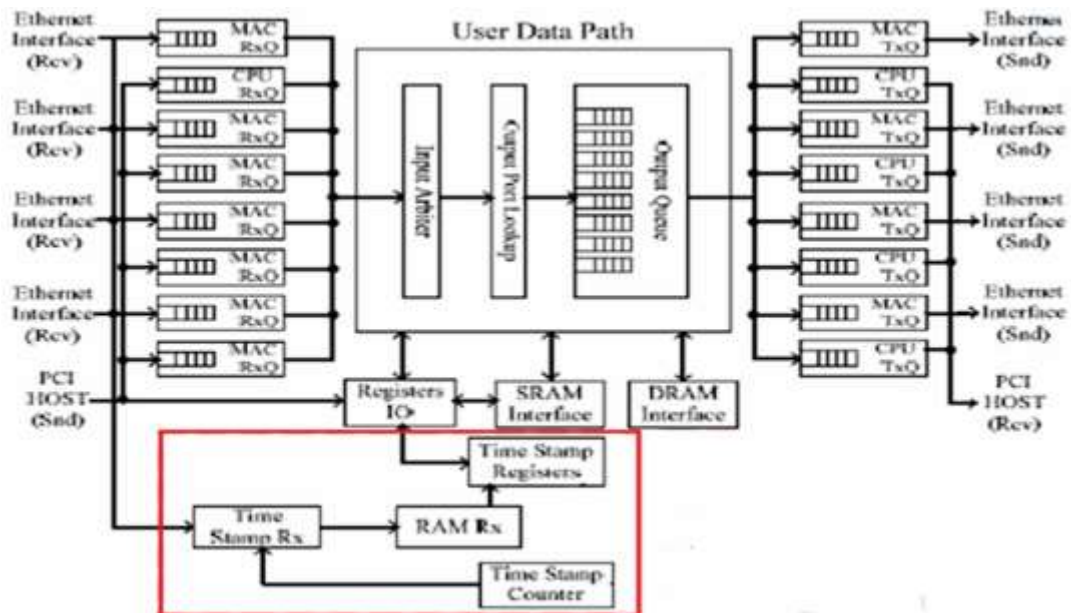 Ethernet
Interface
(Rcv)
Ethernet
Interface
(Rcv)
Ethernet
Interface
(Rcv)
Ethernet
Interface
(Rcv)
PCI
HOST
(Snd)
MAC
RxQ
CPU
RxQ
MAC
RxQ
MAC
RxQ
MAC
RxQ
MAC
RxQ
MAC
RxQ
MAC
RxQ
User Data Path
Input Arbiter
Output Port Lookup
Output Queue
Registers
IO
SRAM
Interface
DRAM
Interface
Time Stamp
Registers
Time
Stamp Rx
RAM Rx
Time Stamp
Counter
MAC
TxQ
CPU
TxQ
MAC
TxQ
CPU
TxQ
MAC
TxQ
CPU
TxQ
MAC
TxQ
CPU
TxQ
Ethernet
Interface
(Snd)
Ethernet
Interface
(Snd)
Ethernet
Interface
(Snd)
Ethernet
Interface
(Snd)
PCI
HOST
(Rcv)